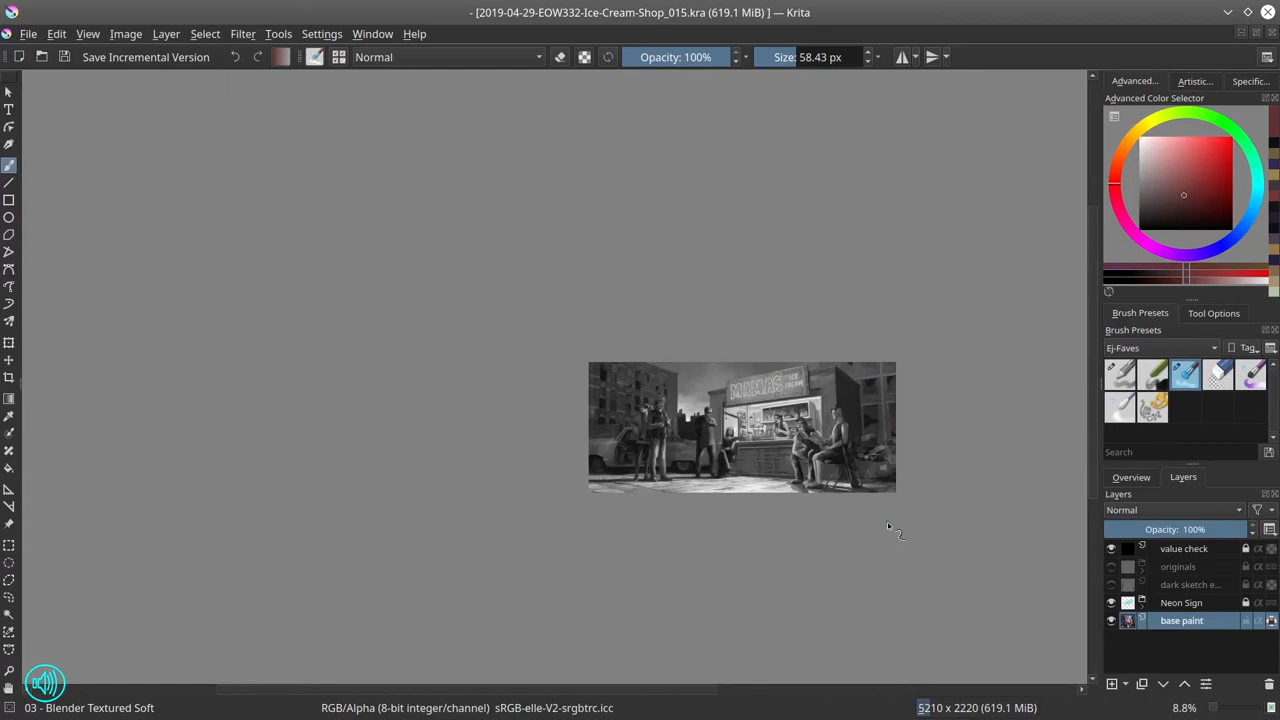 - [2019-04-29-EOW332-Ice-Cream-Shop_015.kra (619.1 MiB) ] — Krita
File Edit View Image Layer Select Filter Tools Settings Window Help
Save Incremental Version Normal Opacity: 100% Size: 58.43 px
Advanced... Artistic... Specific...
Advanced Color Selector
MAMA'S ICE CREAM
Brush Presets Tool Options
Brush Presets
Ej-Faves Tag
Search
Overview Layers
Layers
Normal
Opacity: 100%
value check
originals
dark sketch e...
Neon Sign
base paint
03 - Blender Textured Soft RGB/Alpha (8-bit integer/channel) sRGB-elle-V2-srgbtrc.icc 5210 x 2220 (619.1 MiB) 8.8%